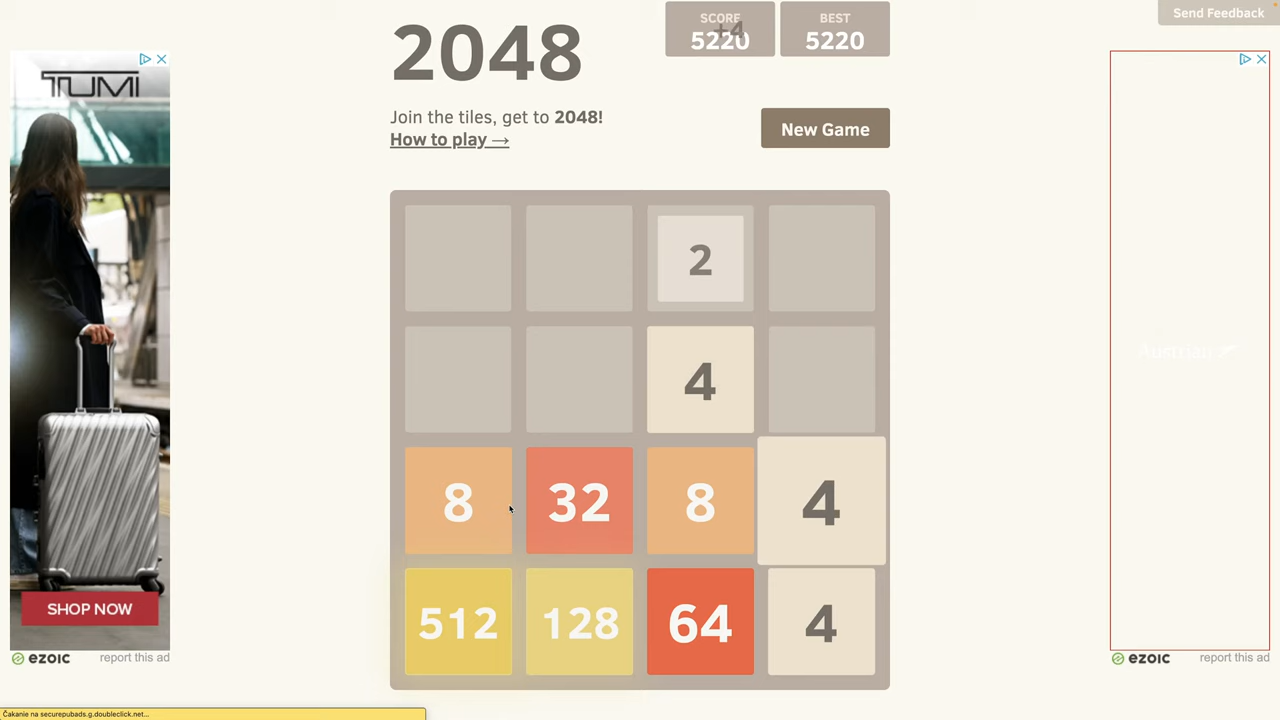 Send Feedback
2048
SCORE
+4
5220
BEST
5220
TUMI
Join the tiles, get to 2048!
How to play →
New Game
2
4
8 32 8 4
512 128 64 4
Austrian
SHOP NOW
ezoic
report this ad
ezoic
report this ad
Čakanie na securepubads.g.doubleclick.net...